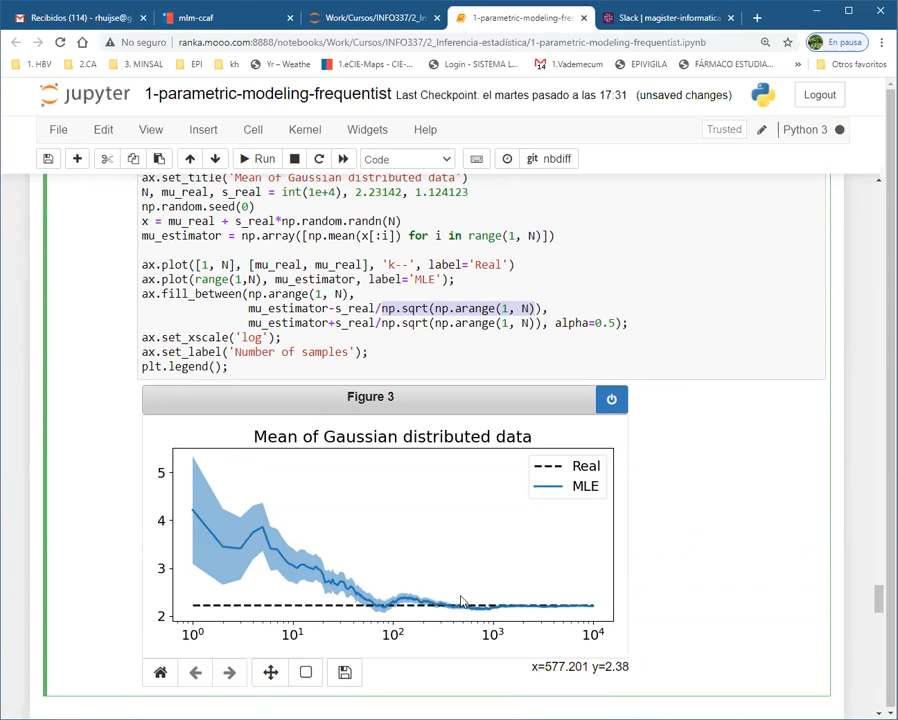 Recibidos (114) - rhuijse@g
mlm-ccaf
Work/Cursos/INFO337/2_In
1-parametric-modeling-fre
Slack | magister-informatica
No seguro
ranka.mooo.com:8888/notebooks/Work/Cursos/INFO337/2_Inferencia-estadística/1-parametric-modeling-frequentist.ipynb
En pausa
1. HBV
2.CA
3. MINSAL
EPI
kh
Yr – Weathe
1.eCIE-Maps - CIE-...
Login - SISTEMA L...
1.Vademecum
EPIVIGILA
FÁRMACO ESTUDIA...
Otros favoritos
jupyter
1-parametric-modeling-frequentist Last Checkpoint: el martes pasado a las 17:31 (unsaved changes)
Logout
File Edit View Insert Cell Kernel Widgets Help
Trusted
Python 3
Run
Code
nbdiff
ax.set_title('Mean of Gaussian distributed data')
N, mu_real, s_real = int(1e+4), 2.23142, 1.124123
np.random.seed(0)
x = mu_real + s_real*np.random.randn(N)
mu_estimator = np.array([np.mean(x[:i]) for i in range(1, N)])
ax.plot([1, N], [mu_real, mu_real], 'k--', label='Real')
ax.plot(range(1,N), mu_estimator, label='MLE');
ax.fill_between(np.arange(1, N),
mu_estimator-s_real/np.sqrt(np.arange(1, N)),
mu_estimator+s_real/np.sqrt(np.arange(1, N)), alpha=0.5);
ax.set_xscale('log');
ax.set_label('Number of samples');
plt.legend();
Figure 3
Mean of Gaussian distributed data
Real
MLE
5
4
3
2
10⁰ 10¹ 10² 10³ 10⁴
x=577.201 y=2.38